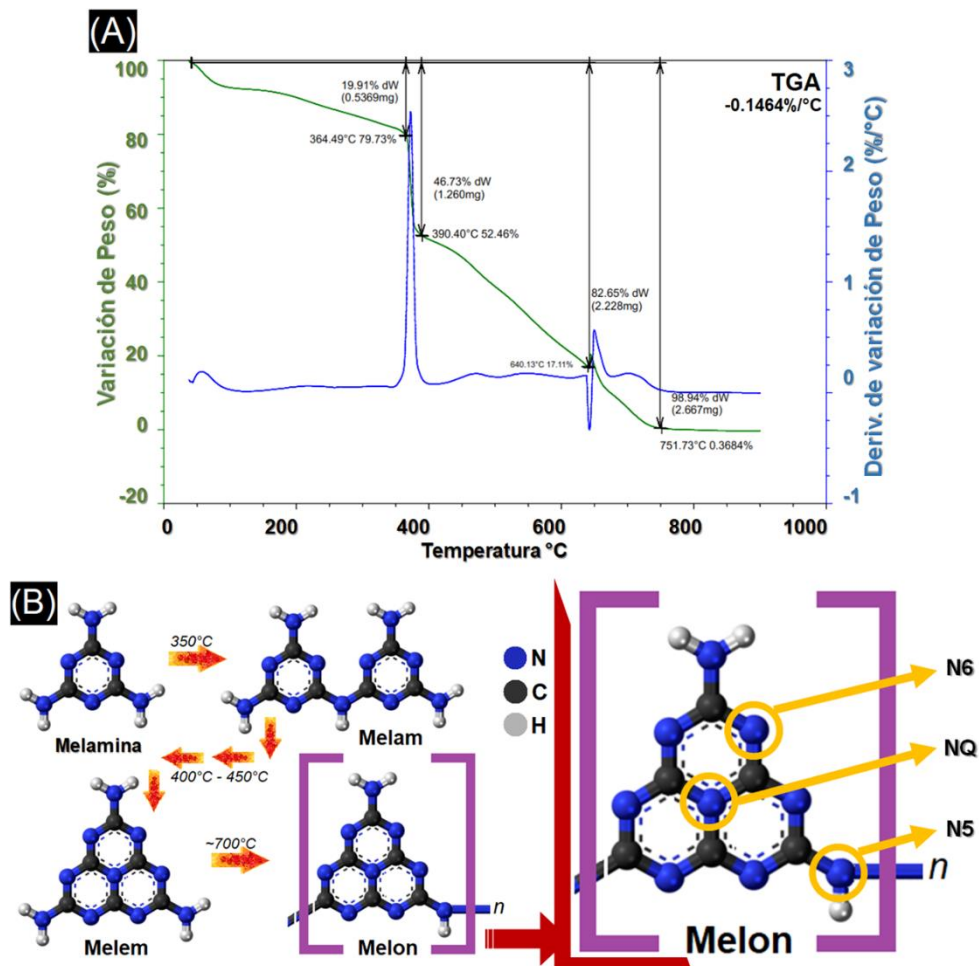 (A)
100
80
60
40
20
0
-20
Variación de Peso (%)
19.91% dW
(0.5369mg)
364.49°C 79.73%
46.73% dW
(1.260mg)
390.40°C 52.46%
82.65% dW
(2.228mg)
640.13°C 17.11%
98.94% dW
(2.667mg)
751.73°C 0.3684%
TGA
-0.1464%/°C
3
2
1
0
-1
Deriv. de variación de Peso (%/°C)
0
200
400
600
800
1000
Temperatura °C
(B)
350°C
Melamina
Melam
N
C
H
400°C - 450°C
~700°C
Melem
n
Melon
N6
NQ
N5
n
Melon